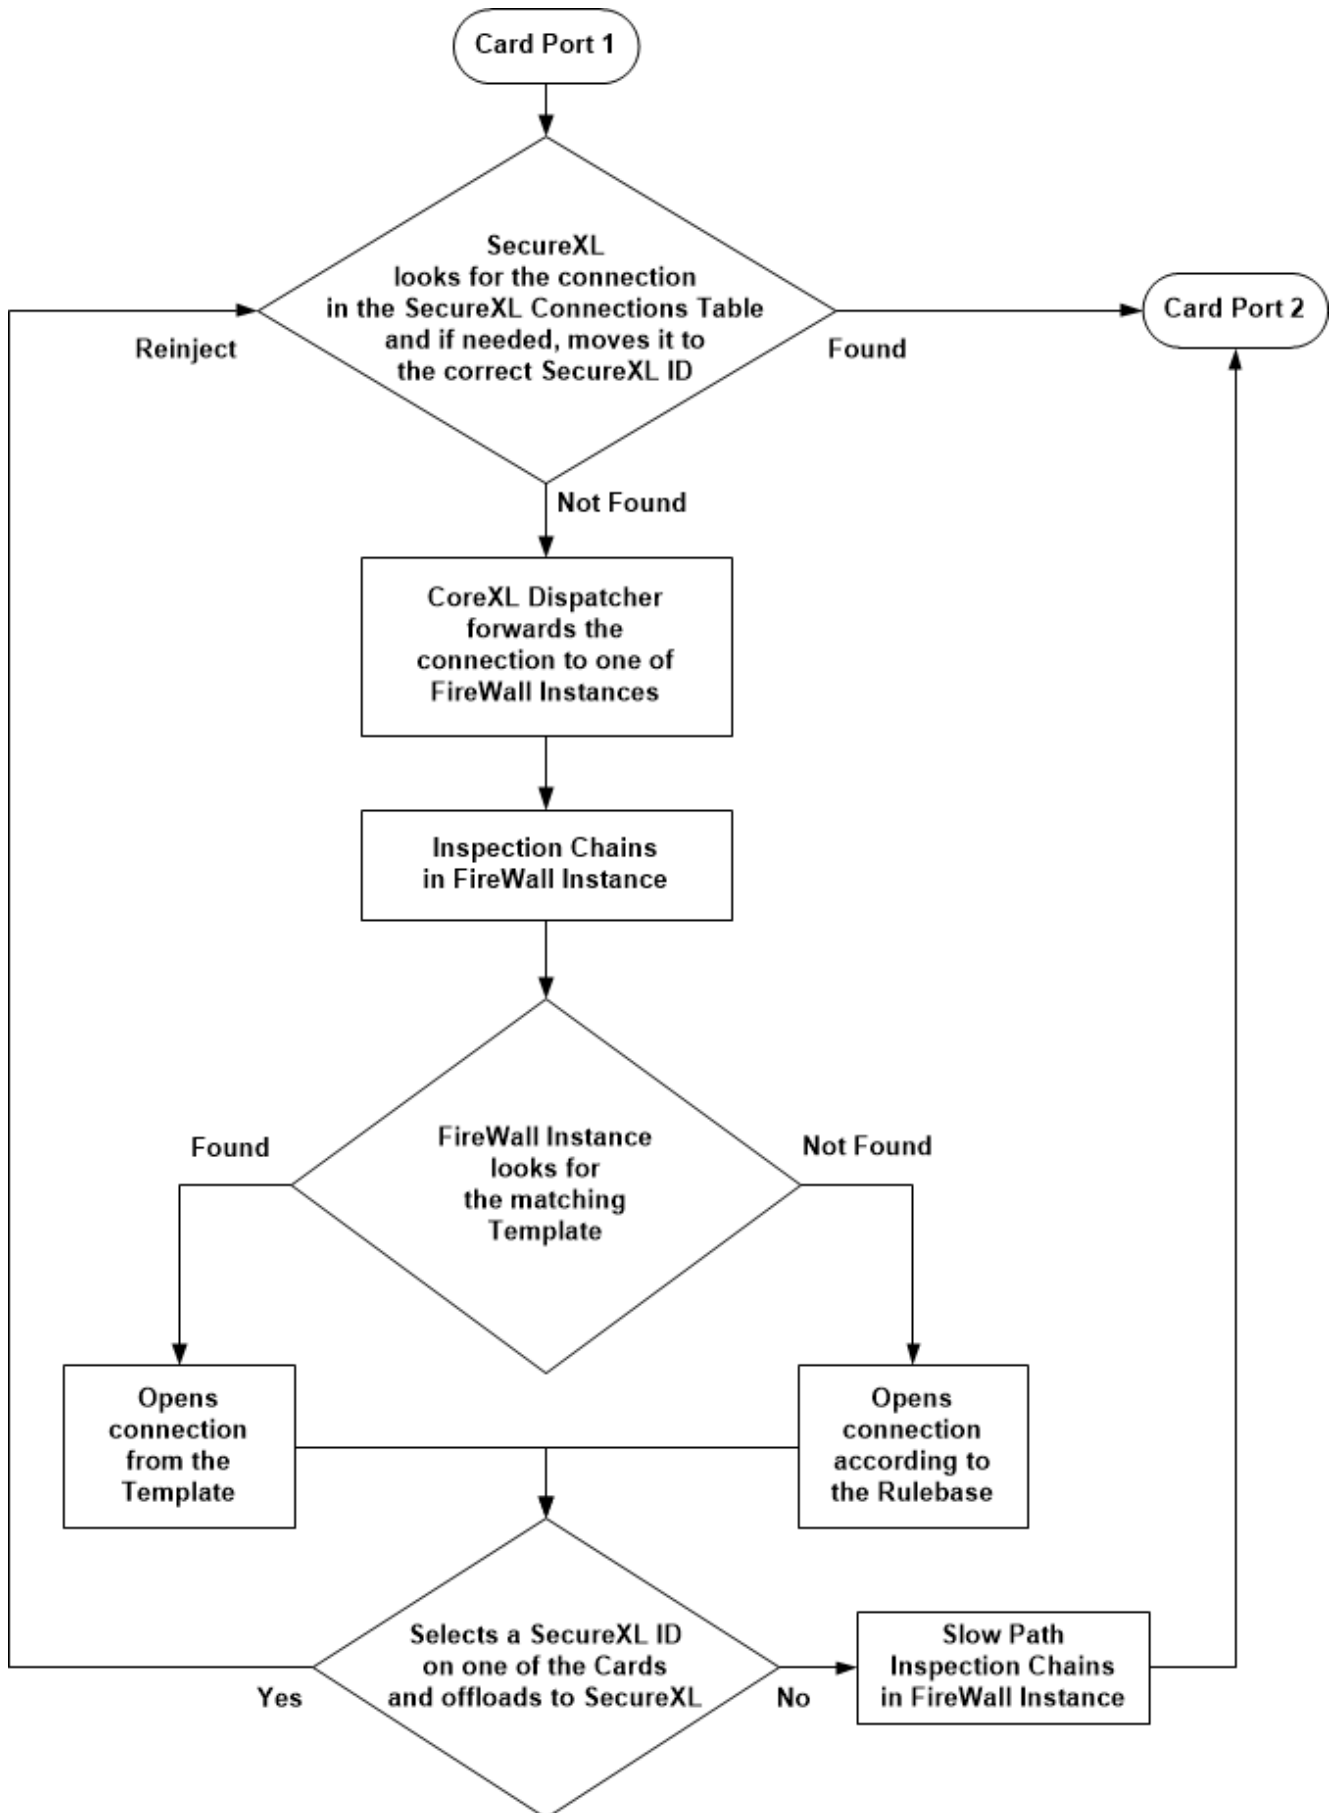 Card Port 1
SecureXL
looks for the connection
in the SecureXL Connections Table
and if needed, moves it to
the correct SecureXL ID
Card Port 2
Reinject
Found
Not Found
CoreXL Dispatcher
forwards the
connection to one of
FireWall Instances
Inspection Chains
in FireWall Instance
Found
FireWall Instance
looks for
the matching
Template
Not Found
Opens
connection
from the
Template
Opens
connection
according to
the Rulebase
Selects a SecureXL ID
on one of the Cards
and offloads to SecureXL
Yes
No
Slow Path
Inspection Chains
in FireWall Instance